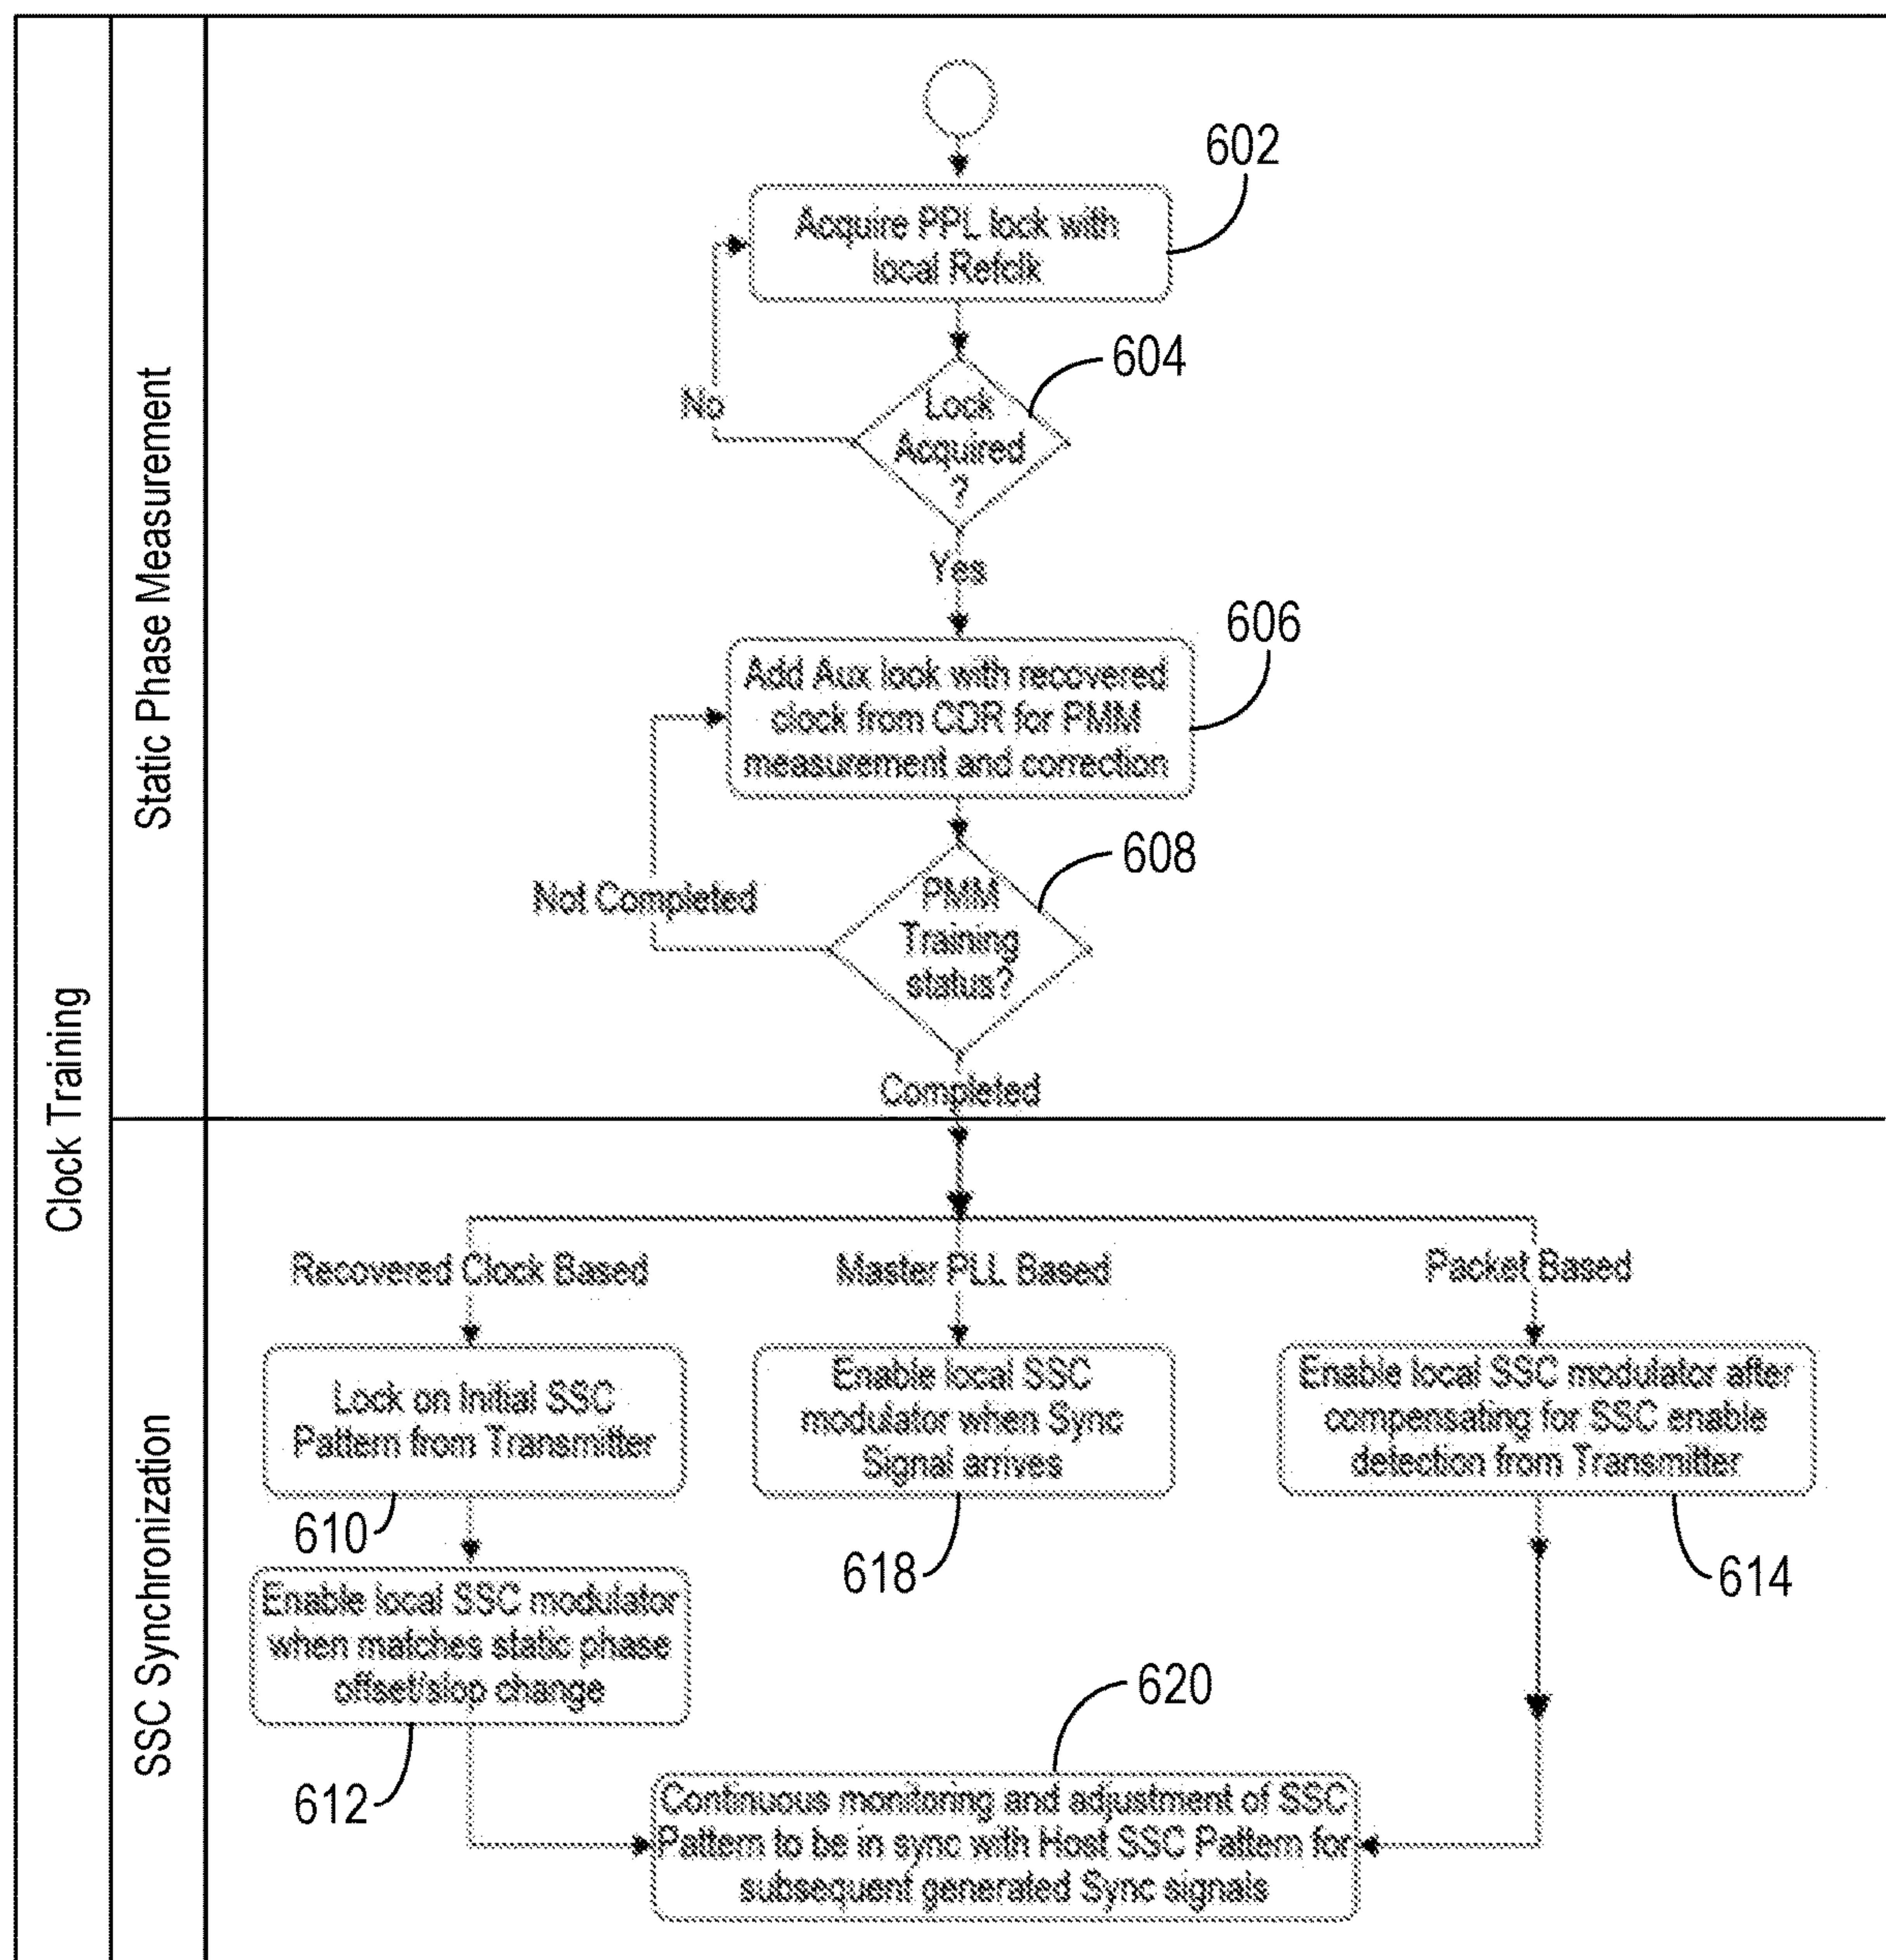 Clock Training
Static Phase Measurement
602
Acquire PPL lock with
local Refclk
604
No
Lock
Acquired
?
Yes
606
Add Aux look with recovered
clock from CDR for PMM
measurement and correction
608
Not Completed
PMM
Training
status?
Completed
SSC Synchronization
Recovered Clock Based
Master PLL Based
Packet Based
Lock on Initial SSC
Pattern from Transmitter
610
Enable local SSC
modulator when Sync
Signal arrives
618
Enable local SSC modulator after
compensating for SSC enable
detection from Transmitter
614
Enable local SSC modulator
when matches static phase
offset/slop change
612
620
Continuous monitoring and adjustment of SSC
Pattern to be in sync with Host SSC Pattern for
subsequent generated Sync signals